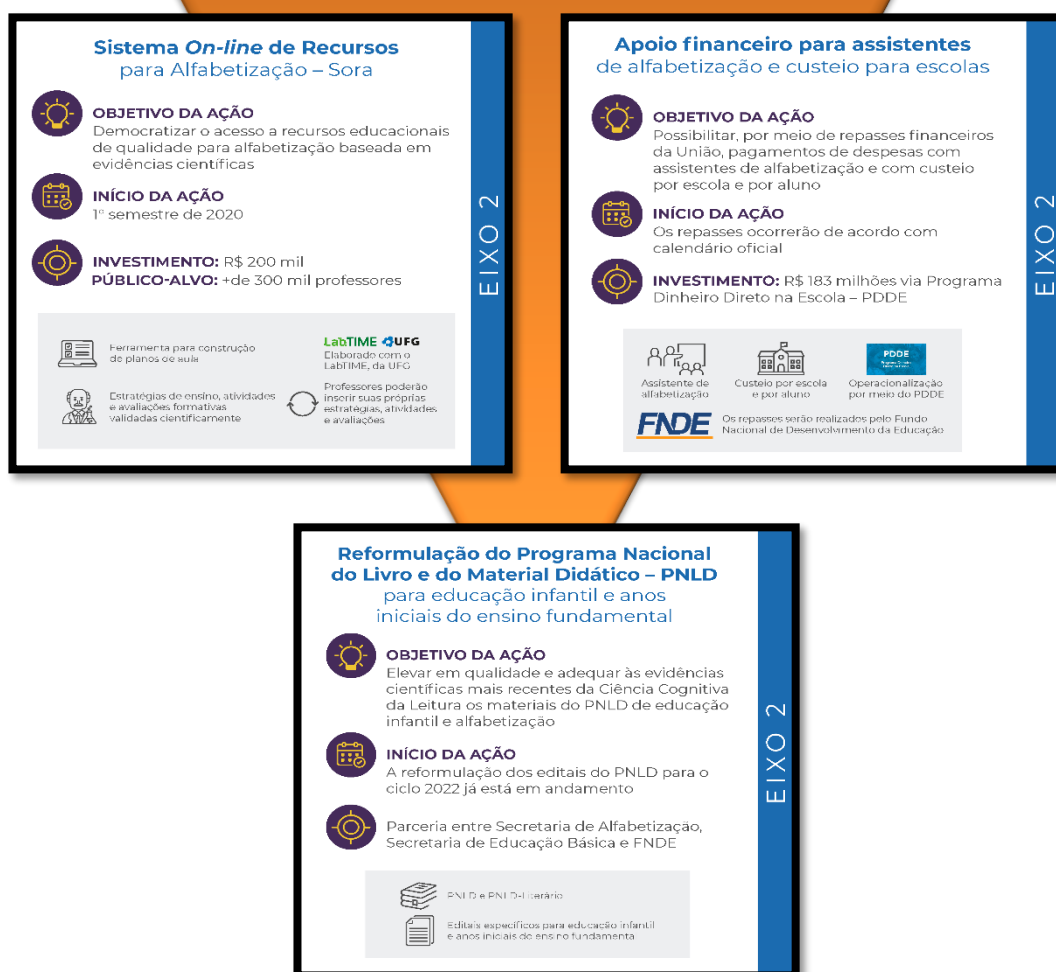 Sistema On-line de Recursos
para Alfabetização – Sora
OBJETIVO DA AÇÃO
Democratizar o acesso a recursos educacionais
de qualidade para alfabetização baseada em
evidências científicas
INÍCIO DA AÇÃO
1º semestre de 2020
INVESTIMENTO: R$ 200 mil
PÚBLICO-ALVO: +de 300 mil professores
Ferramenta para construção
de planos de aula
LabTIME UFG
Elaborado com o
LabTIME, da UFG
Estratégias de ensino, atividades
e avaliações formativas
validadas cientificamente
Professores poderão
inserir suas próprias
estratégias, atividades
e avaliações
EIXO 2
Apoio financeiro para assistentes
de alfabetização e custeio para escolas
OBJETIVO DA AÇÃO
Possibilitar, por meio de repasses financeiros
da União, pagamentos de despesas com
assistentes de alfabetização e com custeio
por escola e por aluno
INÍCIO DA AÇÃO
Os repasses ocorrerão de acordo com
calendário oficial
INVESTIMENTO: R$ 183 milhões via Programa
Dinheiro Direto na Escola – PDDE
Assistente de
alfabetização
Custeio por escola
e por aluno
PDDE
Operacionalização
por meio do PDDE
FNDE
Os repasses serão realizados pelo Fundo
Nacional de Desenvolvimento da Educação
EIXO 2
Reformulação do Programa Nacional
do Livro e do Material Didático – PNLD
para educação infantil e anos
iniciais do ensino fundamental
OBJETIVO DA AÇÃO
Elevar em qualidade e adequar às evidências
científicas mais recentes da Ciência Cognitiva
da Leitura os materiais do PNLD de educação
infantil e alfabetização
INÍCIO DA AÇÃO
A reformulação dos editais do PNLD para o
ciclo 2022 já está em andamento
Parceria entre Secretaria de Alfabetização,
Secretaria de Educação Básica e FNDE
PNLD e PNLD-Literário
Editais específicos para educação infantil
e anos iniciais do ensino fundamenta
EIXO 2